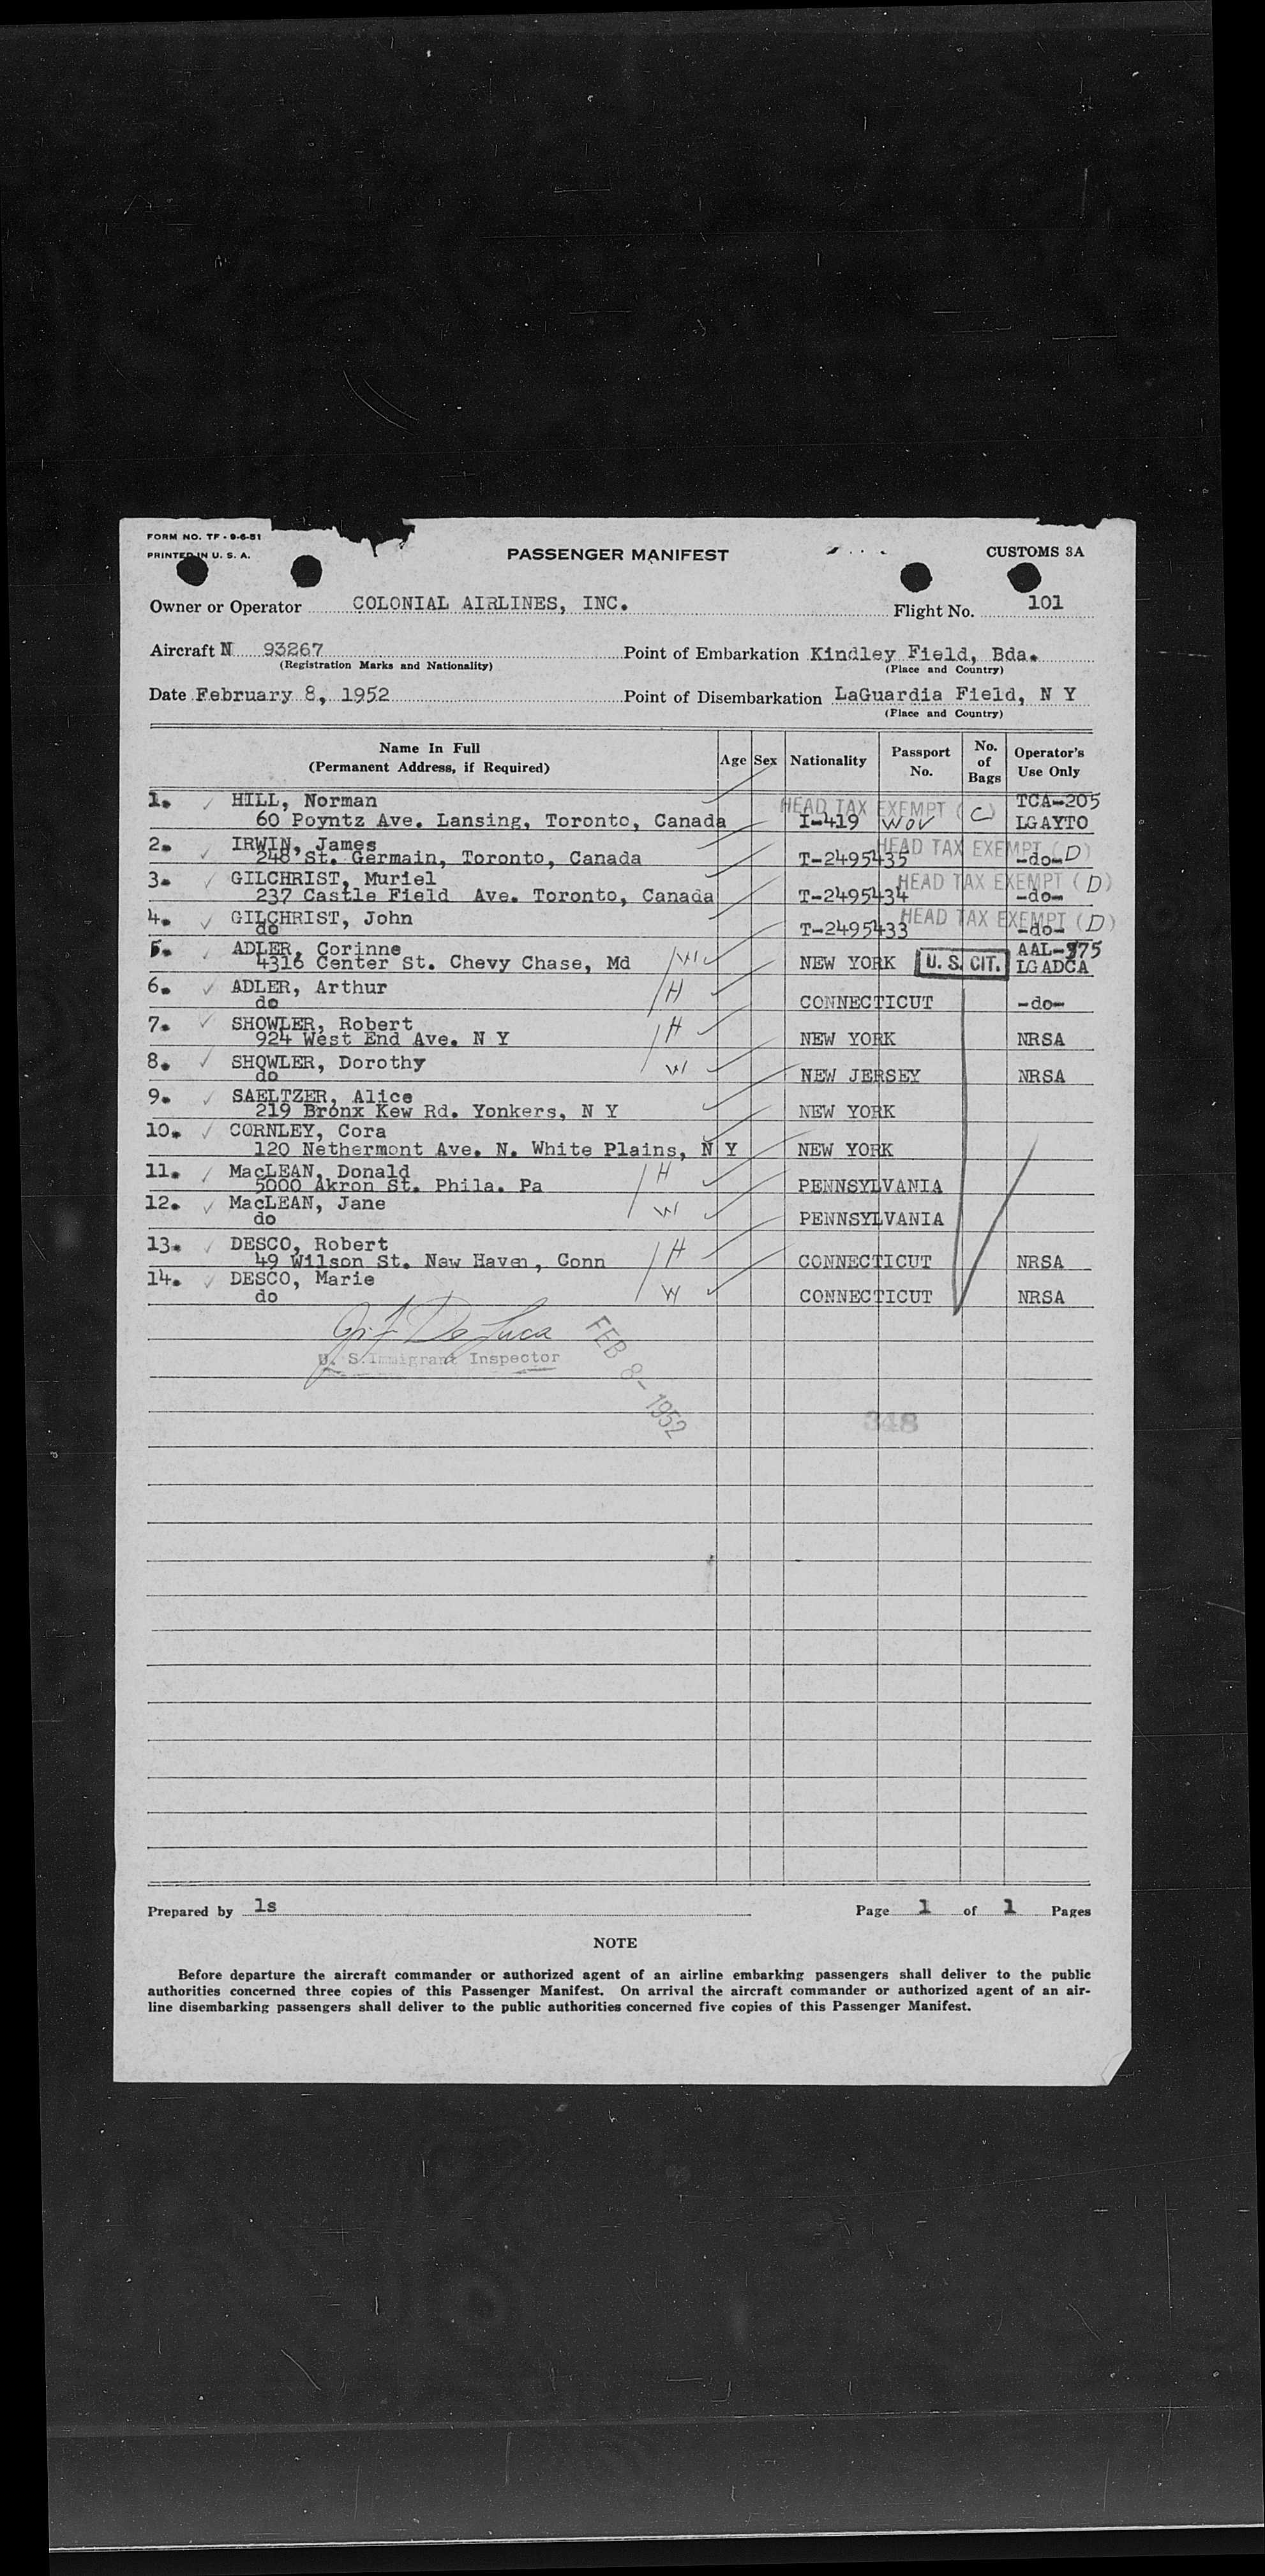 FORM NO. TF - 9-6-51
PRINTED IN U. S. A.
PASSENGER MANIFEST
CUSTOMS 3A
Owner or Operator COLONIAL AIRLINES, INC. Flight No. 101
Aircraft N 93267 Point of Embarkation Kindley Field, Bda.
(Registration Marks and Nationality) (Place and Country)
Date February 8, 1952 Point of Disembarkation LaGuardia Field, N Y
(Place and Country)
Name In Full (Permanent Address, if Required) Age Sex Nationality Passport No. No. of Bags Operator's Use Only
1. HILL, Norman HEAD TAX EXEMPT (C) TCA-205
60 Poyntz Ave. Lansing, Toronto, Canada I-419 WOV LGAYTO
2. IRWIN, James HEAD TAX EXEMPT (D)
248 St. Germain, Toronto, Canada T-2495435 -do-
3. GILCHRIST, Muriel HEAD TAX EXEMPT (D)
237 Castle Field Ave. Toronto, Canada T-2495434 -do-
4. GILCHRIST, John HEAD TAX EXEMPT (D)
do T-2495433 -do-
5. ADLER, Corinne W AAL-375
4316 Center St. Chevy Chase, Md NEW YORK U. S. CIT. LGADCA
6. ADLER, Arthur H
do CONNECTICUT -do-
7. SHOWLER, Robert H
924 West End Ave. N Y NEW YORK NRSA
8. SHOWLER, Dorothy W
do NEW JERSEY NRSA
9. SAELTZER, Alice
219 Bronx Kew Rd. Yonkers, N Y NEW YORK
10. CORNLEY, Cora
120 Nethermont Ave. N. White Plains, N Y NEW YORK
11. MacLEAN, Donald H
5000 Akron St. Phila. Pa PENNSYLVANIA
12. MacLEAN, Jane W
do PENNSYLVANIA
13. DESCO, Robert H
49 Wilson St. New Haven, Conn CONNECTICUT NRSA
14. DESCO, Marie W
do CONNECTICUT NRSA
De Luca
U. S. Immigrant Inspector
FEB 8 - 1952
348
Prepared by ls Page 1 of 1 Pages
NOTE
Before departure the aircraft commander or authorized agent of an airline embarking passengers shall deliver to the public
authorities concerned three copies of this Passenger Manifest. On arrival the aircraft commander or authorized agent of an air-
line disembarking passengers shall deliver to the public authorities concerned five copies of this Passenger Manifest.